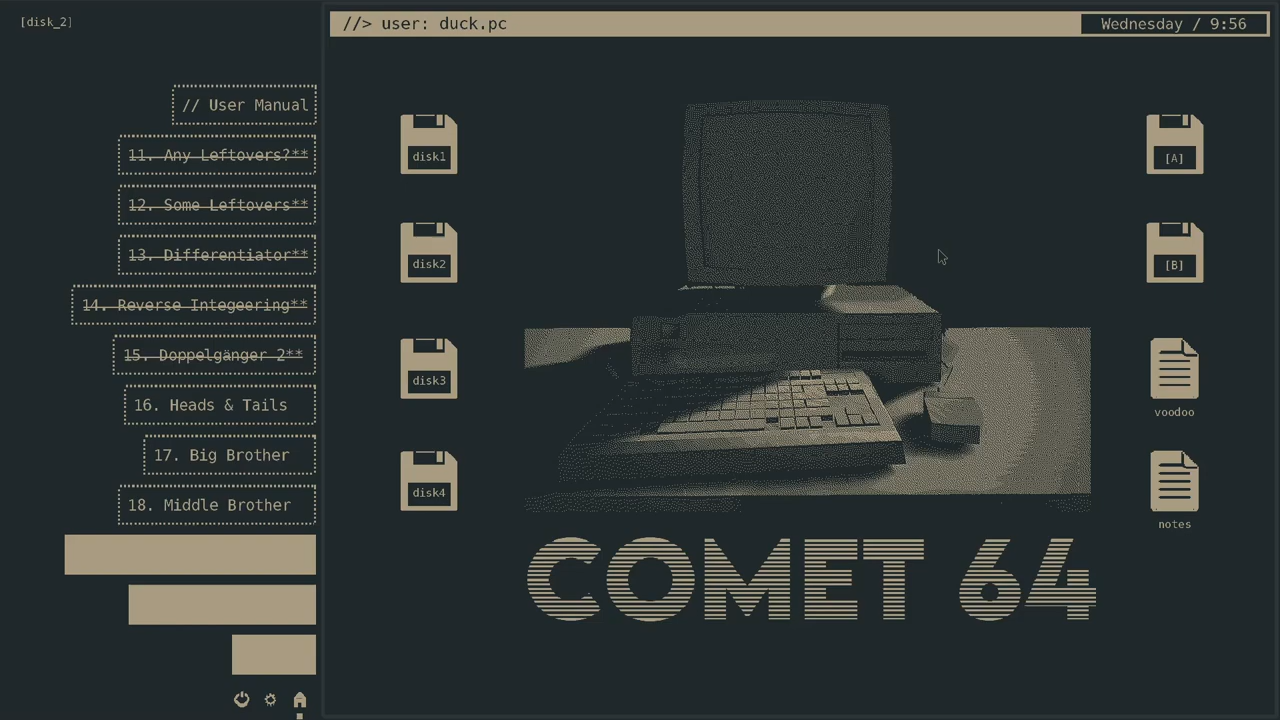 [disk_2]
//> user: duck.pc
Wednesday / 9:56
// User Manual
11. Any Leftovers?**
12. Some Leftovers**
13. Differentiator**
14. Reverse Integeering**
15. Doppelgänger 2**
16. Heads & Tails
17. Big Brother
18. Middle Brother
disk1
disk2
disk3
disk4
[A]
[B]
voodoo
notes
COMET 64